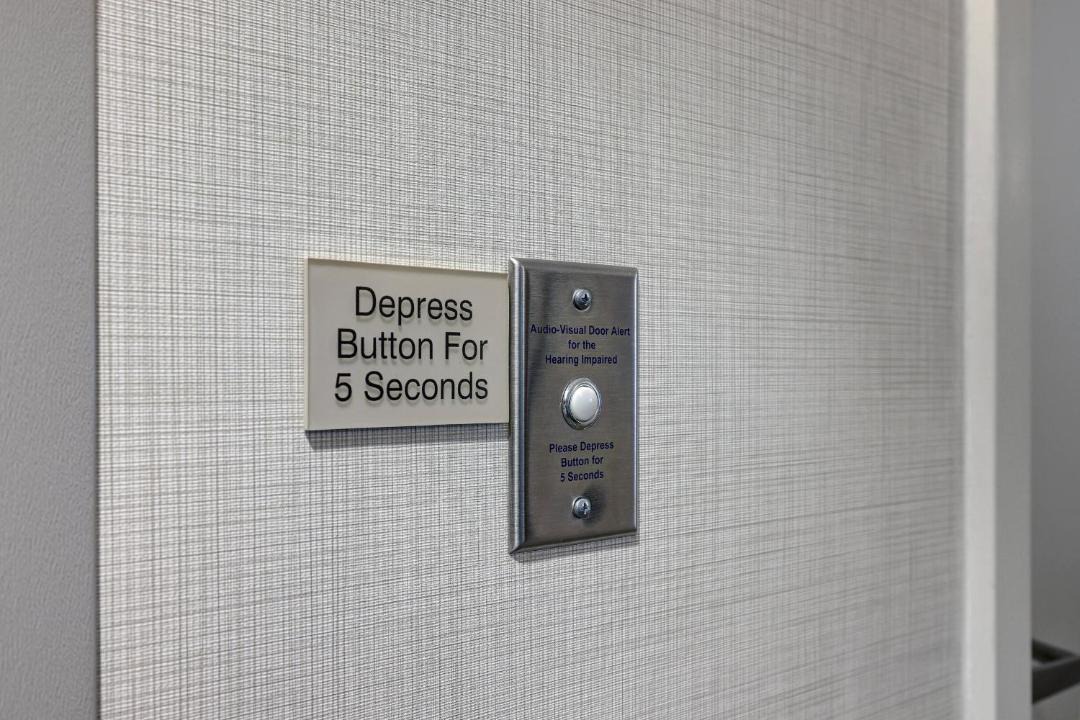 Depress
Button For
5 Seconds
Audio-Visual Door Alert
for the
Hearing Impaired
Please Depress
Button for
5 Seconds